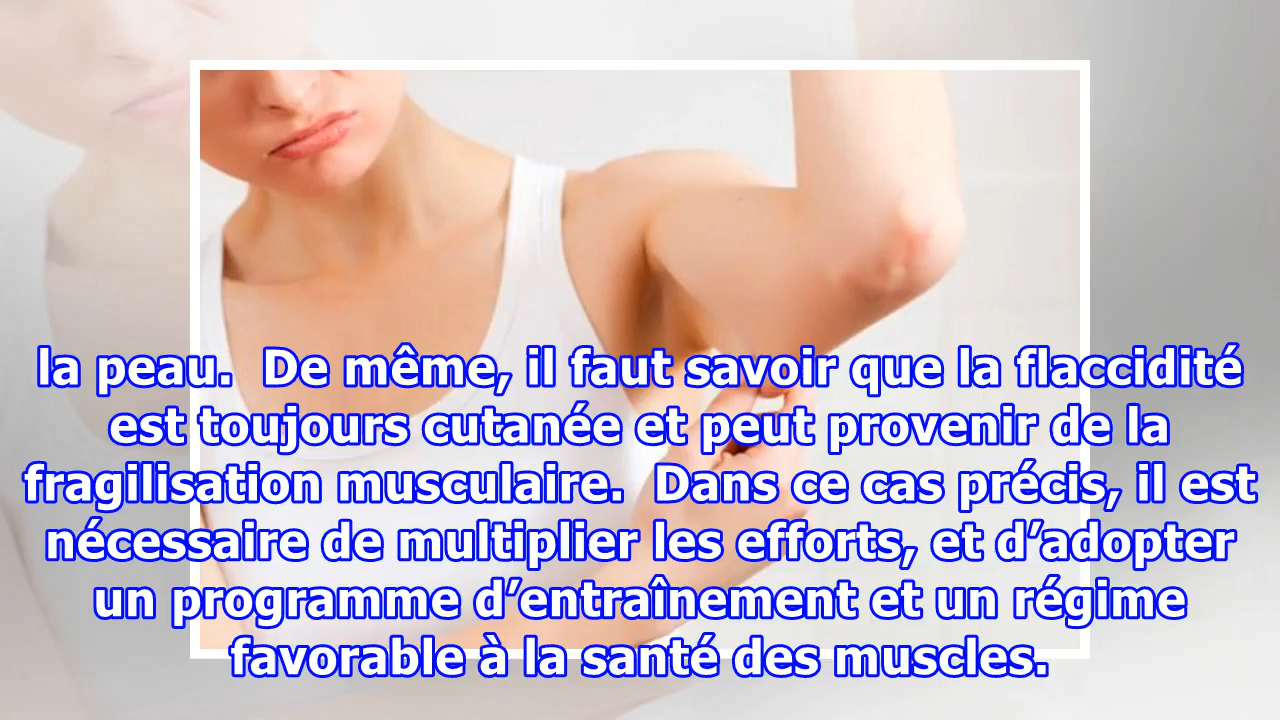 la peau.  De même, il faut savoir que la flaccidité
est toujours cutanée et peut provenir de la
fragilisation musculaire.  Dans ce cas précis, il est
nécessaire de multiplier les efforts, et d’adopter
un programme d’entraînement et un régime
favorable à la santé des muscles.